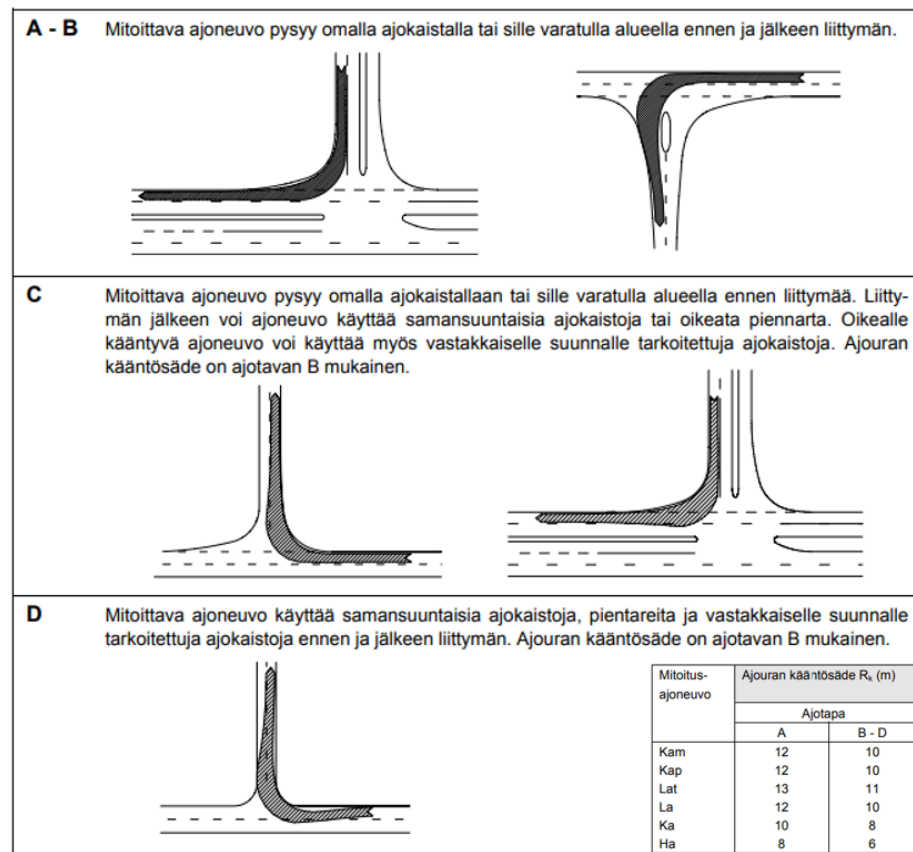 A - B Mitoittava ajoneuvo pysyy omalla ajokaistalla tai sille varatulla alueella ennen ja jälkeen liittymän.
C Mitoittava ajoneuvo pysyy omalla ajokaistallaan tai sille varatulla alueella ennen liittymää. Liitty-
män jälkeen voi ajoneuvo käyttää samansuuntaisia ajokaistoja tai oikeata piennarta. Oikealle
kääntyvä ajoneuvo voi käyttää myös vastakkaiselle suunnalle tarkoitettuja ajokaistoja. Ajouran
kääntösäde on ajotavan B mukainen.
D Mitoittava ajoneuvo käyttää samansuuntaisia ajokaistoja, pientareita ja vastakkaiselle suunnalle
tarkoitettuja ajokaistoja ennen ja jälkeen liittymän. Ajouran kääntösäde on ajotavan B mukainen.
Mitoitus- Ajouran kääntösäde Rₖ (m)
ajoneuvo
Ajotapa
A B - D
Kam 12 10
Kap 12 10
Lat 13 11
La 12 10
Ka 10 8
Ha 8 6